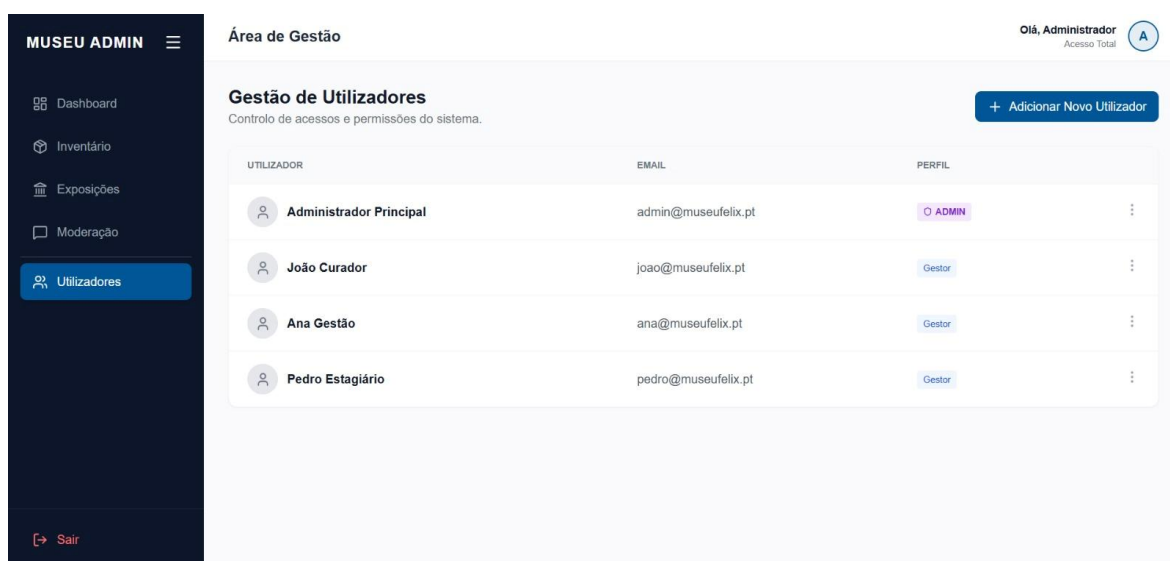 MUSEU ADMIN
Dashboard
Inventário
Exposições
Moderação
Utilizadores
Sair
Área de Gestão
Olá, Administrador
Acesso Total
A
Gestão de Utilizadores
Controlo de acessos e permissões do sistema.
+ Adicionar Novo Utilizador
UTILIZADOR EMAIL PERFIL
Administrador Principal admin@museufelix.pt ADMIN
João Curador joao@museufelix.pt Gestor
Ana Gestão ana@museufelix.pt Gestor
Pedro Estagiário pedro@museufelix.pt Gestor